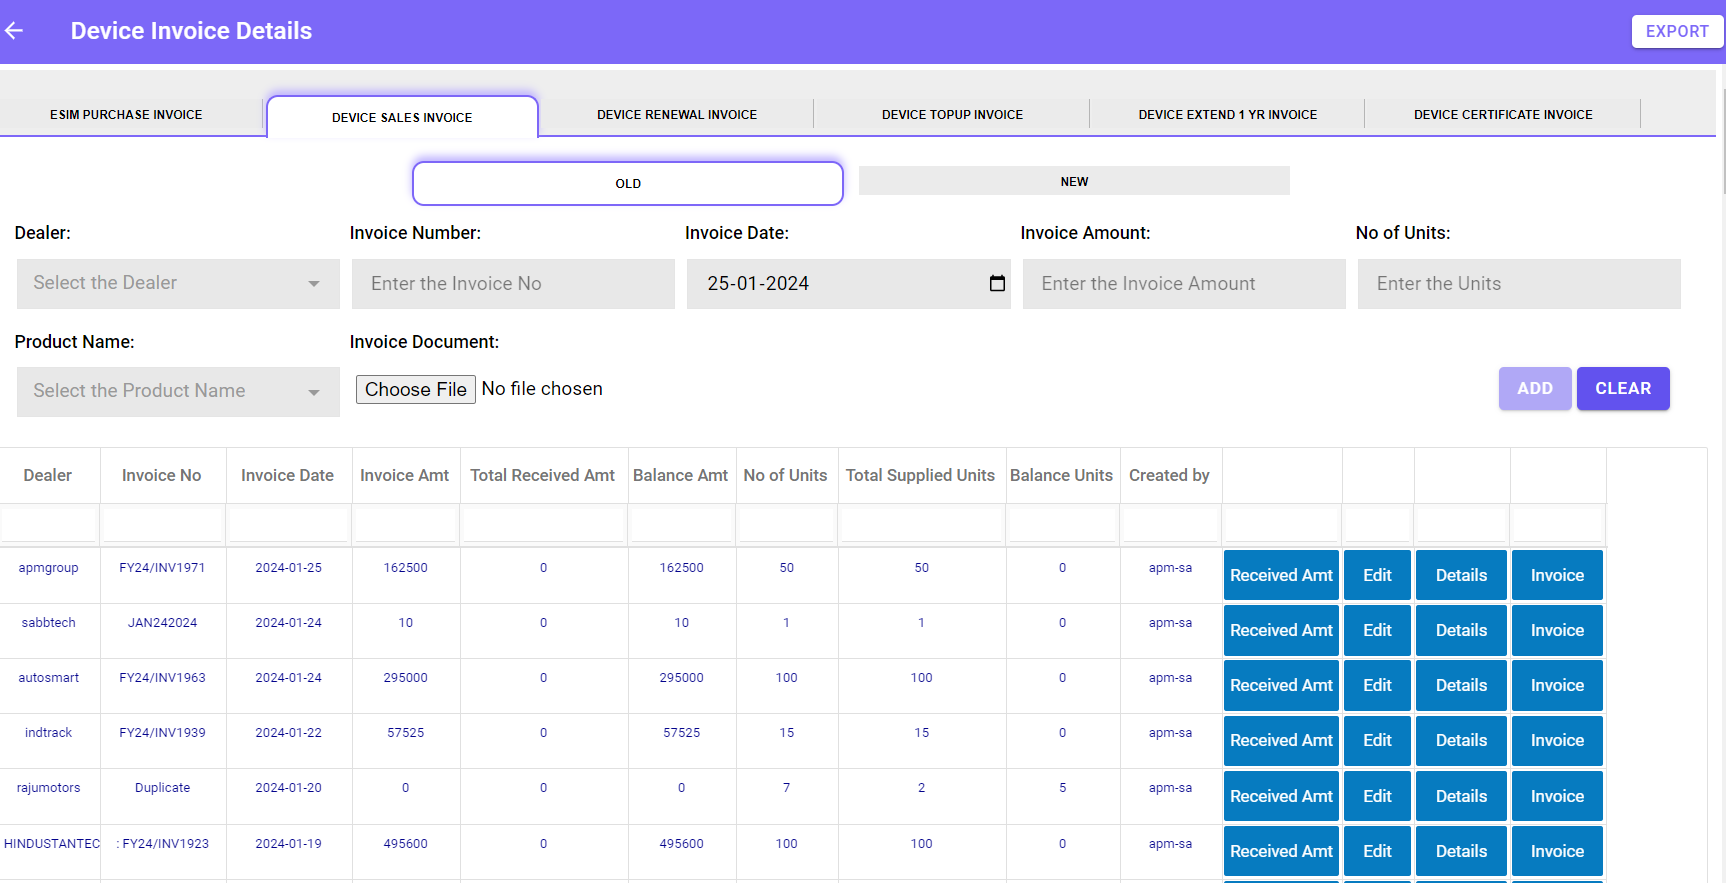 Device Invoice Details
EXPORT
ESIM PURCHASE INVOICE DEVICE SALES INVOICE DEVICE RENEWAL INVOICE DEVICE TOPUP INVOICE DEVICE EXTEND 1 YR INVOICE DEVICE CERTIFICATE INVOICE
OLD NEW
Dealer: Invoice Number: Invoice Date: Invoice Amount: No of Units:
Select the Dealer Enter the Invoice No 25-01-2024 Enter the Invoice Amount Enter the Units
Product Name: Invoice Document:
Select the Product Name Choose File No file chosen ADD CLEAR
Dealer Invoice No Invoice Date Invoice Amt Total Received Amt Balance Amt No of Units Total Supplied Units Balance Units Created by
apmgroup FY24/INV1971 2024-01-25 162500 0 162500 50 50 0 apm-sa Received Amt Edit Details Invoice
sabbtech JAN242024 2024-01-24 10 0 10 1 1 0 apm-sa Received Amt Edit Details Invoice
autosmart FY24/INV1963 2024-01-24 295000 0 295000 100 100 0 apm-sa Received Amt Edit Details Invoice
indtrack FY24/INV1939 2024-01-22 57525 0 57525 15 15 0 apm-sa Received Amt Edit Details Invoice
rajumotors Duplicate 2024-01-20 0 0 0 7 2 5 apm-sa Received Amt Edit Details Invoice
HINDUSTANTEC : FY24/INV1923 2024-01-19 495600 0 495600 100 100 0 apm-sa Received Amt Edit Details Invoice